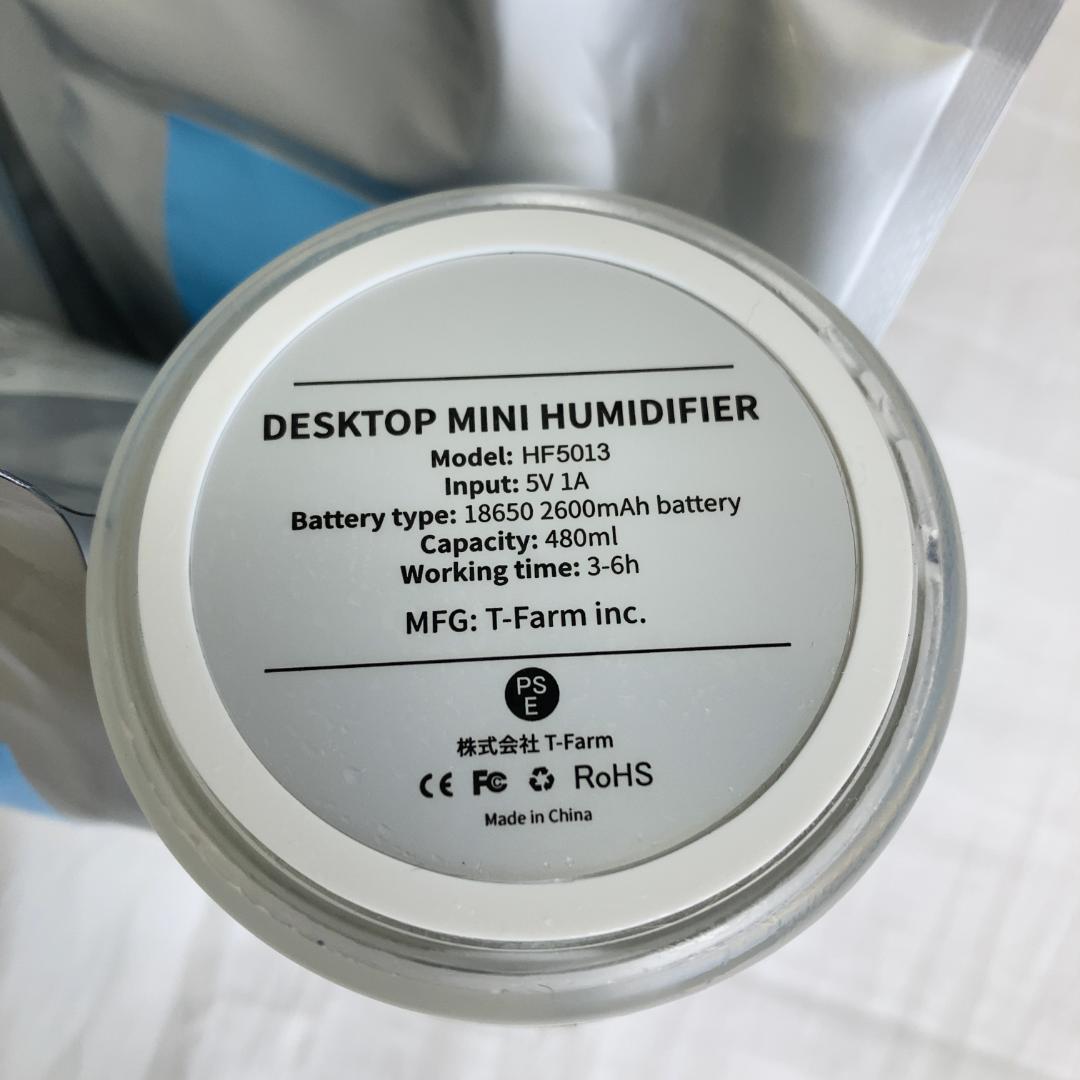 DESKTOP MINI HUMIDIFIER
Model: HF5013
Input: 5V 1A
Battery type: 18650 2600mAh battery
Capacity: 480ml
Working time: 3-6h
MFG: T-Farm inc.
PS
E
株式会社 T-Farm
CE FC RoHS
Made in China